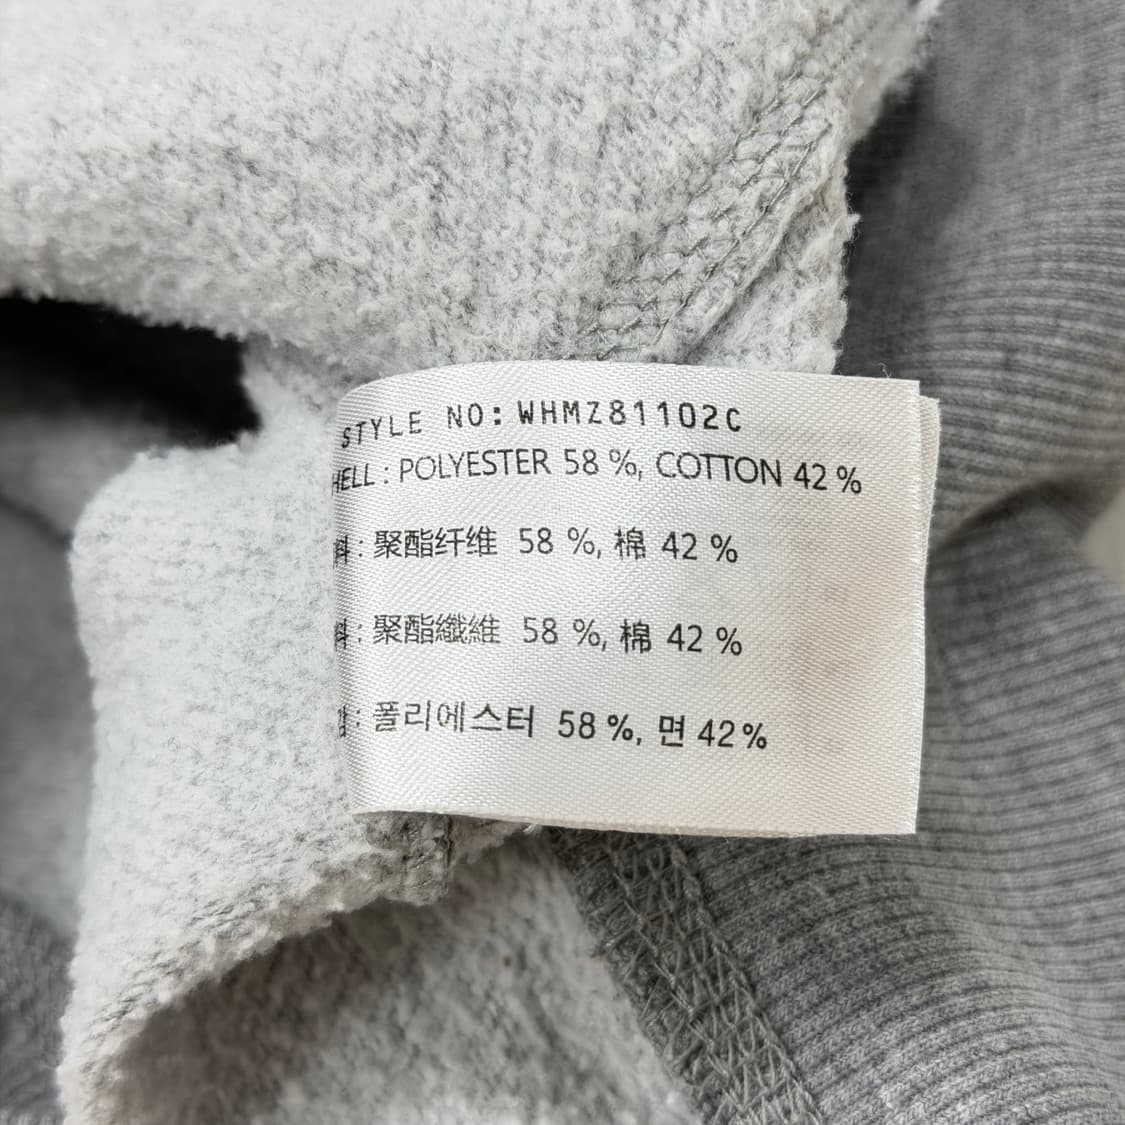 STYLE NO: WHMZ81102C
HELL : POLYESTER 58 %, COTTON 42 %
料 : 聚酯纤维 58 %, 棉 42 %
料 : 聚酯纖維 58 %, 棉 42 %
감 : 폴리에스터 58 %, 면 42%